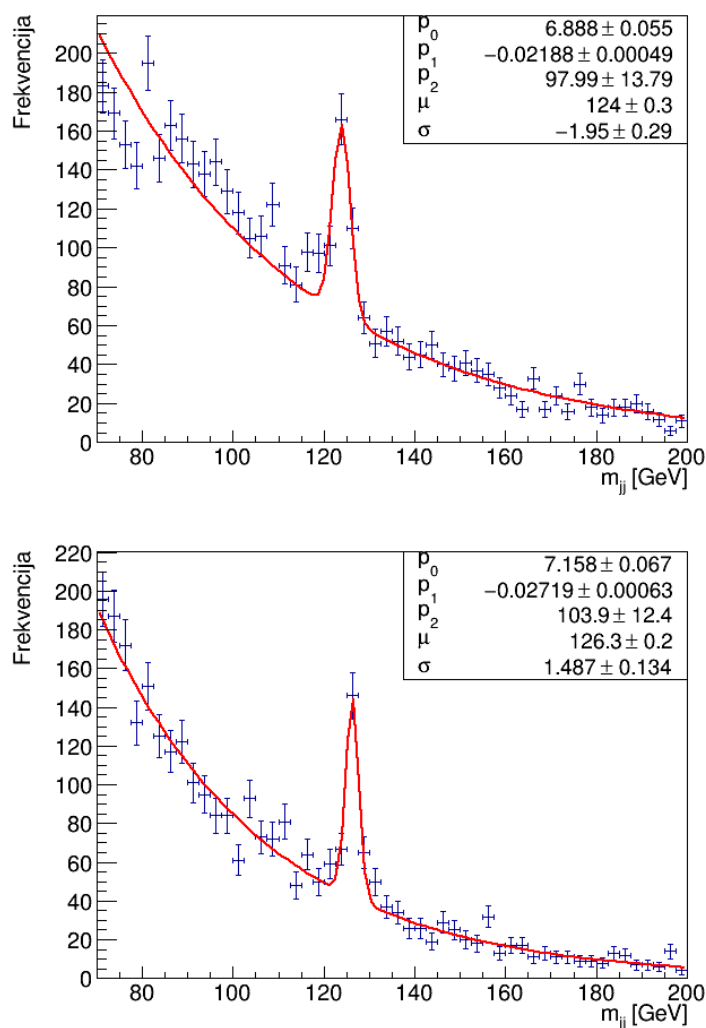 Frekvencija
200
180
160
140
120
100
80
60
40
20
0
p0 6.888 ± 0.055
p1 −0.02188 ± 0.00049
p2 97.99 ± 13.79
μ 124 ± 0.3
σ −1.95 ± 0.29
80 100 120 140 160 180 200
mjj [GeV]
Frekvencija
220
200
180
160
140
120
100
80
60
40
20
0
p0 7.158 ± 0.067
p1 −0.02719 ± 0.00063
p2 103.9 ± 12.4
μ 126.3 ± 0.2
σ 1.487 ± 0.134
80 100 120 140 160 180 200
mjj [GeV]